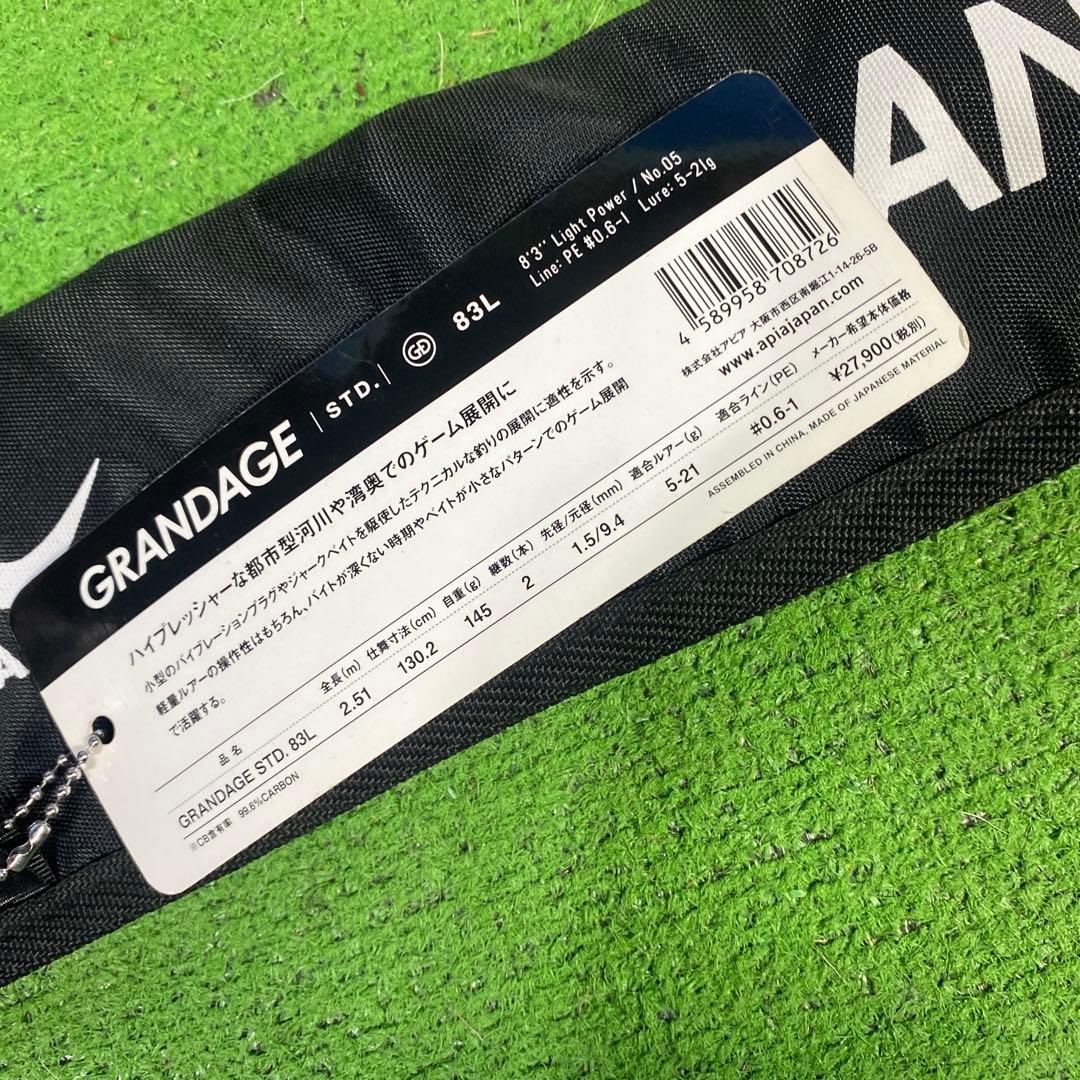 AN
GRANDAGE | STD. | GD 83L
8'3" Light Power / No.05
Line: PE #0.6-1 Lure: 5-21g
4 589958 708726
株式会社アピア 大阪市西区南堀江1-14-26-5B
www.apiajapan.com
ハイプレッシャーな都市型河川や湾奥でのゲーム展開に
小型のバイブレーションプラグやジャークベイトを駆使したテクニカルな釣りの展開に適性を示す。
軽量ルアーの操作性はもちろん、バイトが深くない時期やベイトが小さなパターンでのゲーム展開
で活躍する。
品名 全長(m) 仕舞寸法(cm) 自重(g) 継数(本) 先径/元径(mm) 適合ルアー(g) 適合ライン(PE) メーカー希望本体価格
GRANDAGE STD. 83L 2.51 130.2 145 2 1.5/9.4 5-21 #0.6-1 ¥27,900(税別)
※CB含有率 99.6%CARBON
ASSEMBLED IN CHINA, MADE OF JAPANESE MATERIAL